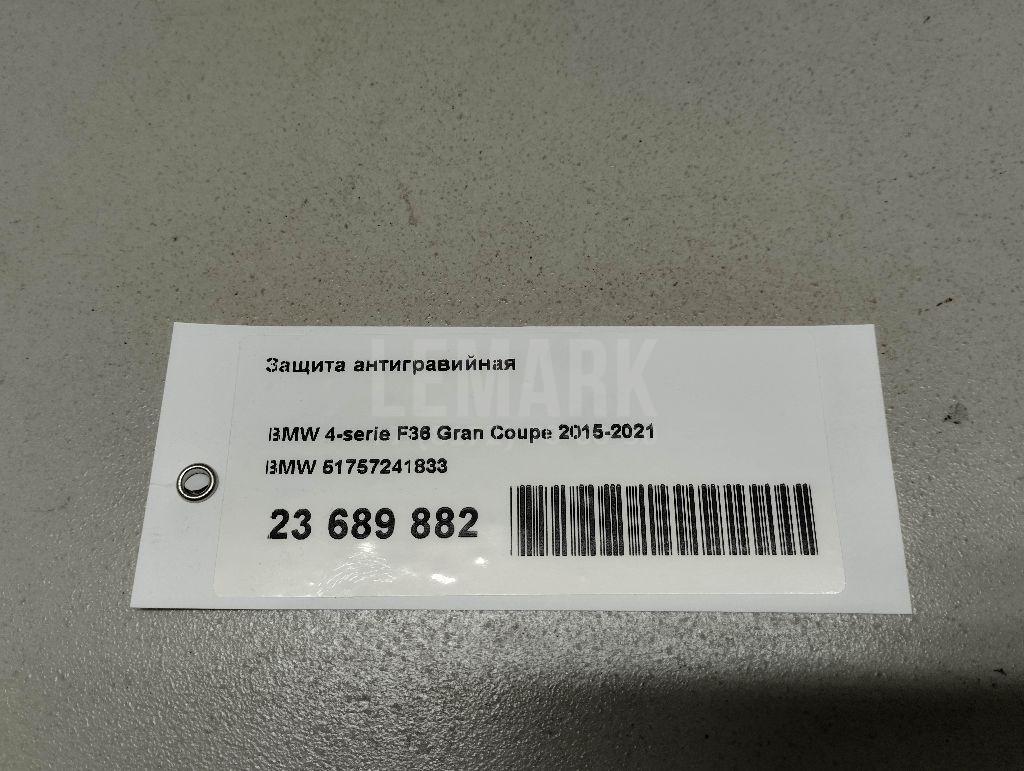 Защита антигравийная
LEMARK
BMW 4-serie F36 Gran Coupe 2015-2021
BMW 51757241833
23 689 882